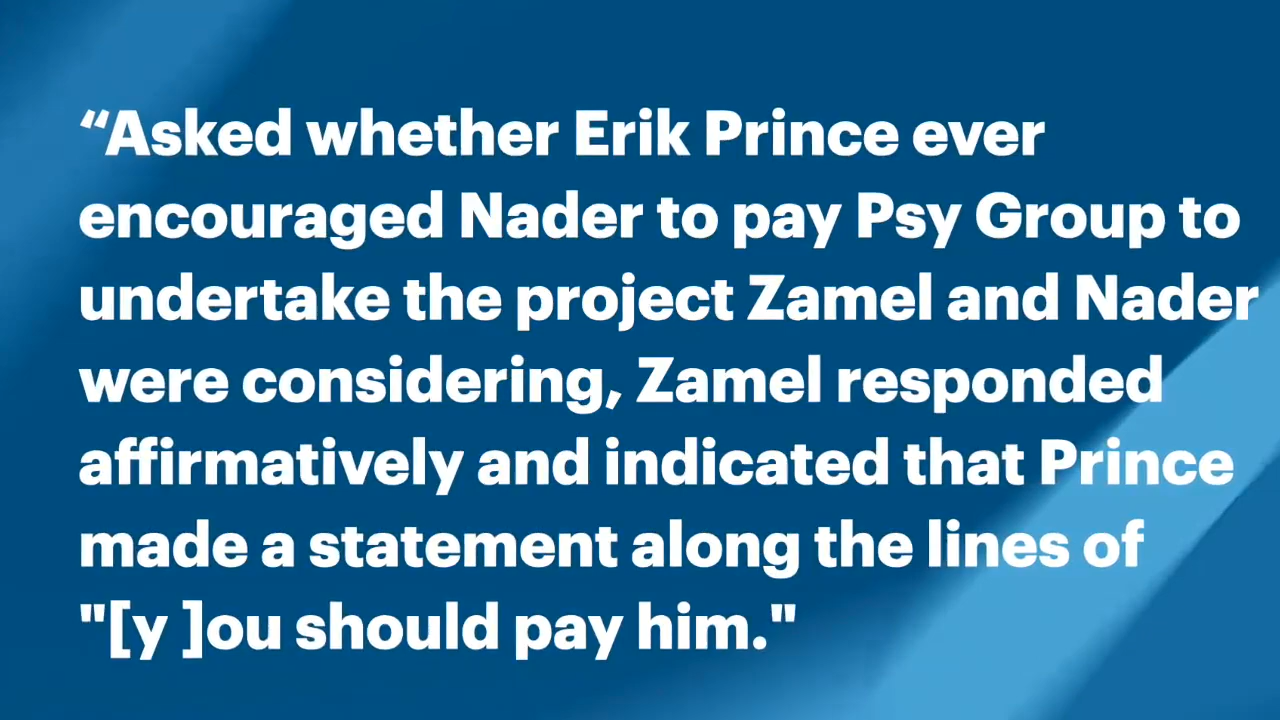 “Asked whether Erik Prince ever
encouraged Nader to pay Psy Group to
undertake the project Zamel and Nader
were considering, Zamel responded
affirmatively and indicated that Prince
made a statement along the lines of
"[y ]ou should pay him."